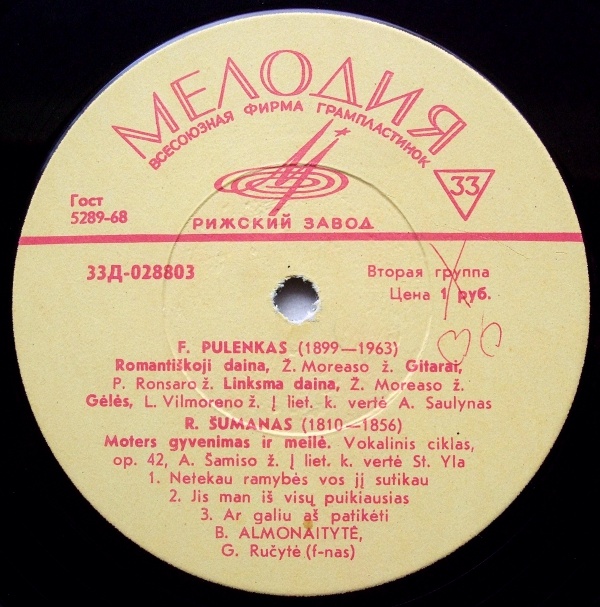 МЕЛОДИЯ
ВСЕСОЮЗНАЯ ФИРМА ГРАМПЛАСТИНОК
33
Гост
5289-68
РИЖСКИЙ ЗАВОД
33Д-028803
Вторая группа
Цена 1 руб.
F. PULENKAS (1899—1963)
Romantiškoji daina, Ž. Moreaso ž. Gitarai,
P. Ronsaro ž. Linksma daina, Ž. Moreaso ž.
Gėlės, L. Vilmoreno ž. Į liet. k. vertė A. Saulynas
R. ŠUMANAS (1810—1856)
Moters gyvenimas ir meilė. Vokalinis ciklas,
op. 42, A. Šamiso ž. Į liet. k. vertė St. Yla
1. Netekau ramybės vos jį sutikau
2. Jis man iš visų puikiausias
3. Ar galiu aš patikėti
B. ALMONAITYTĖ,
G. Ručytė (f-nas)